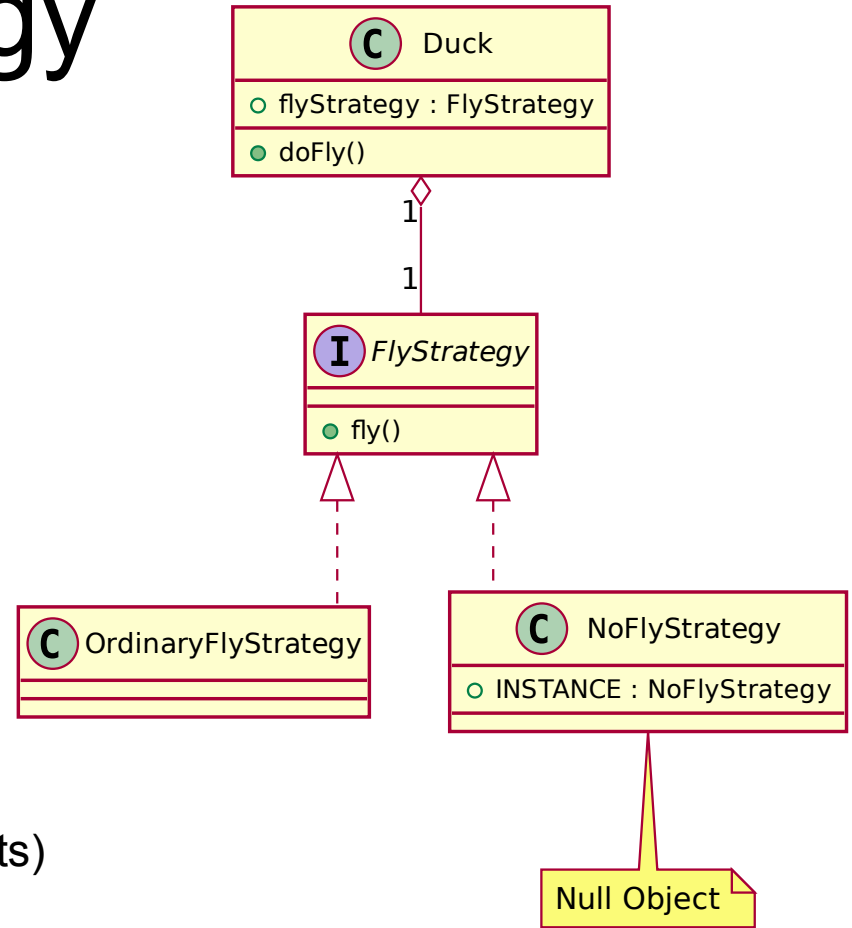 gy
C Duck
flyStrategy : FlyStrategy
doFly()
1
1
I FlyStrategy
fly()
C OrdinaryFlyStrategy
C NoFlyStrategy
INSTANCE : NoFlyStrategy
ts)
Null Object